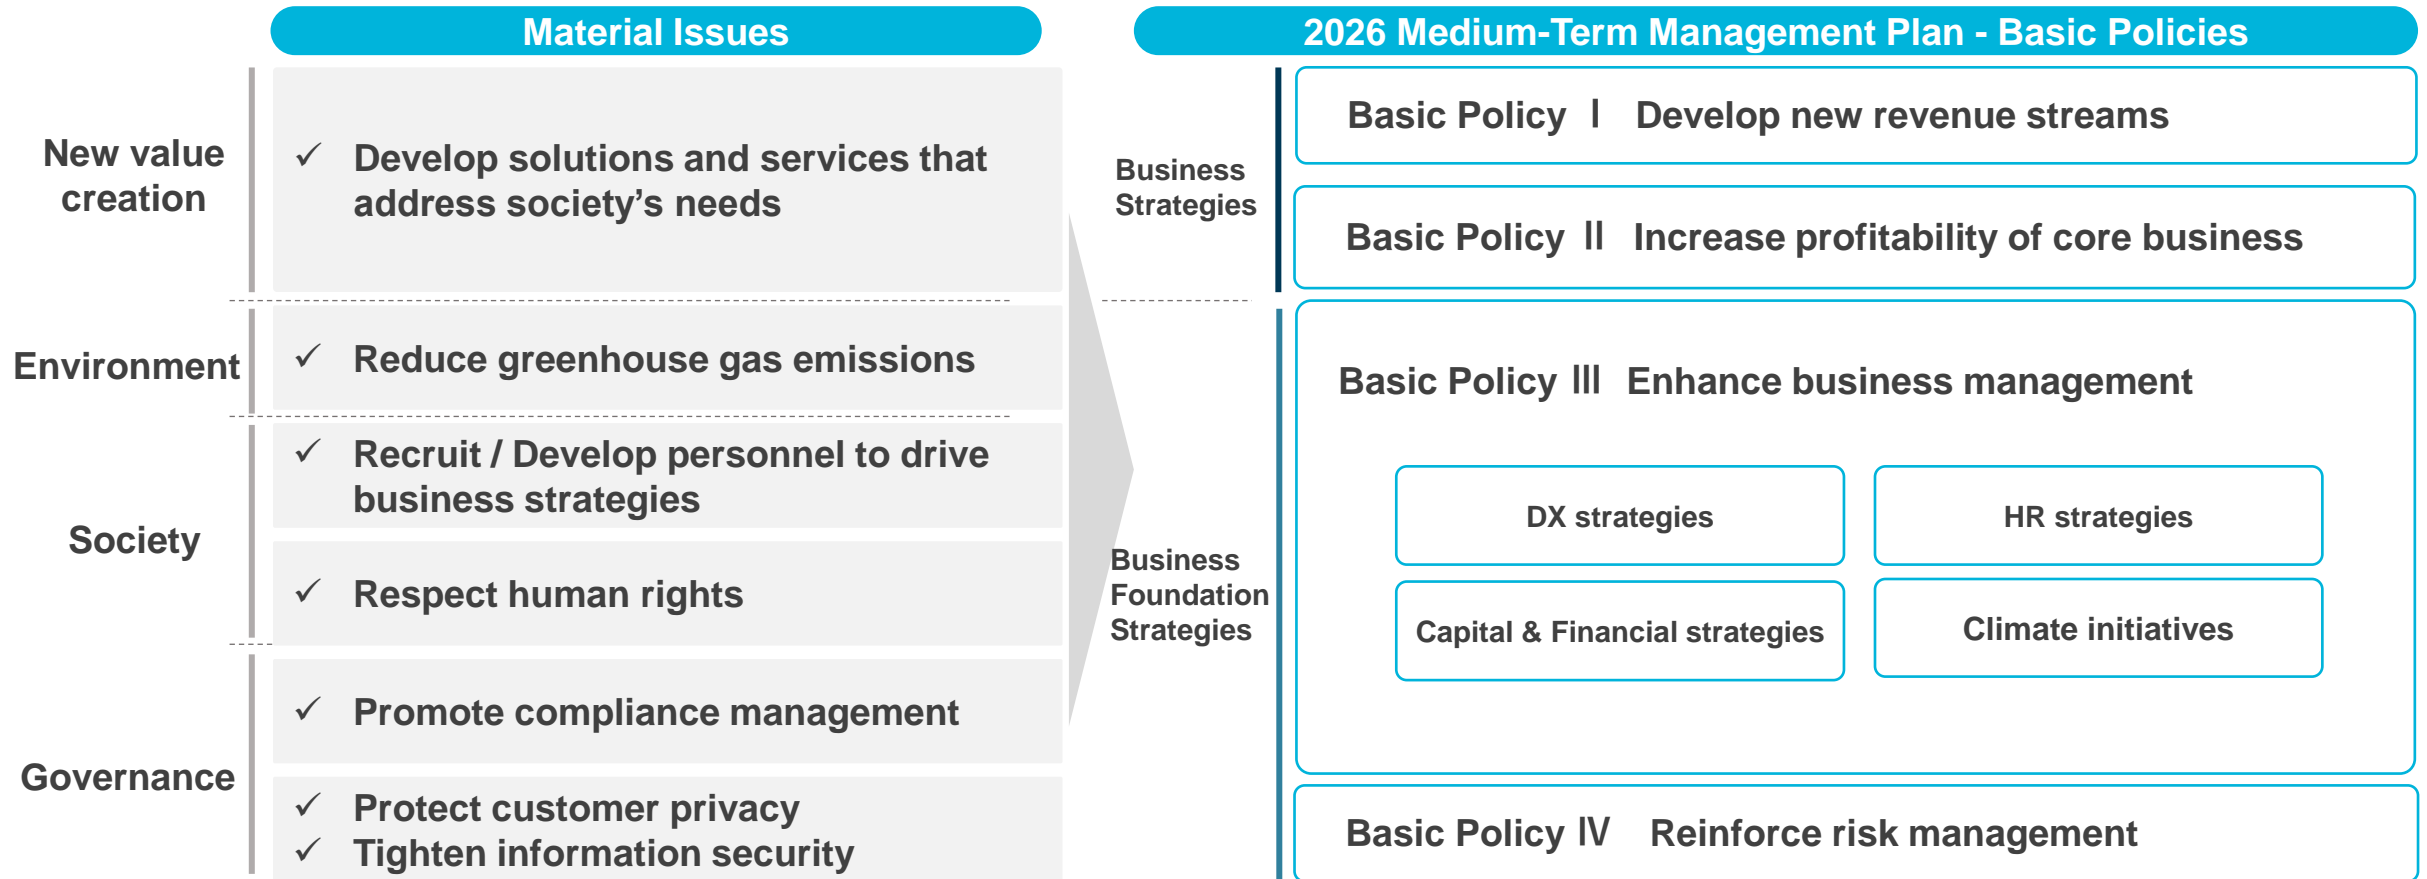 Material Issues
New value
creation
✓ Develop solutions and services that
address society’s needs
Environment
✓ Reduce greenhouse gas emissions
Society
✓ Recruit / Develop personnel to drive
business strategies
✓ Respect human rights
Governance
✓ Promote compliance management
✓ Protect customer privacy
✓ Tighten information security
2026 Medium-Term Management Plan - Basic Policies
Business
Strategies
Basic Policy Ⅰ Develop new revenue streams
Basic Policy Ⅱ Increase profitability of core business
Business
Foundation
Strategies
Basic Policy Ⅲ Enhance business management
DX strategies
HR strategies
Capital & Financial strategies
Climate initiatives
Basic Policy Ⅳ Reinforce risk management